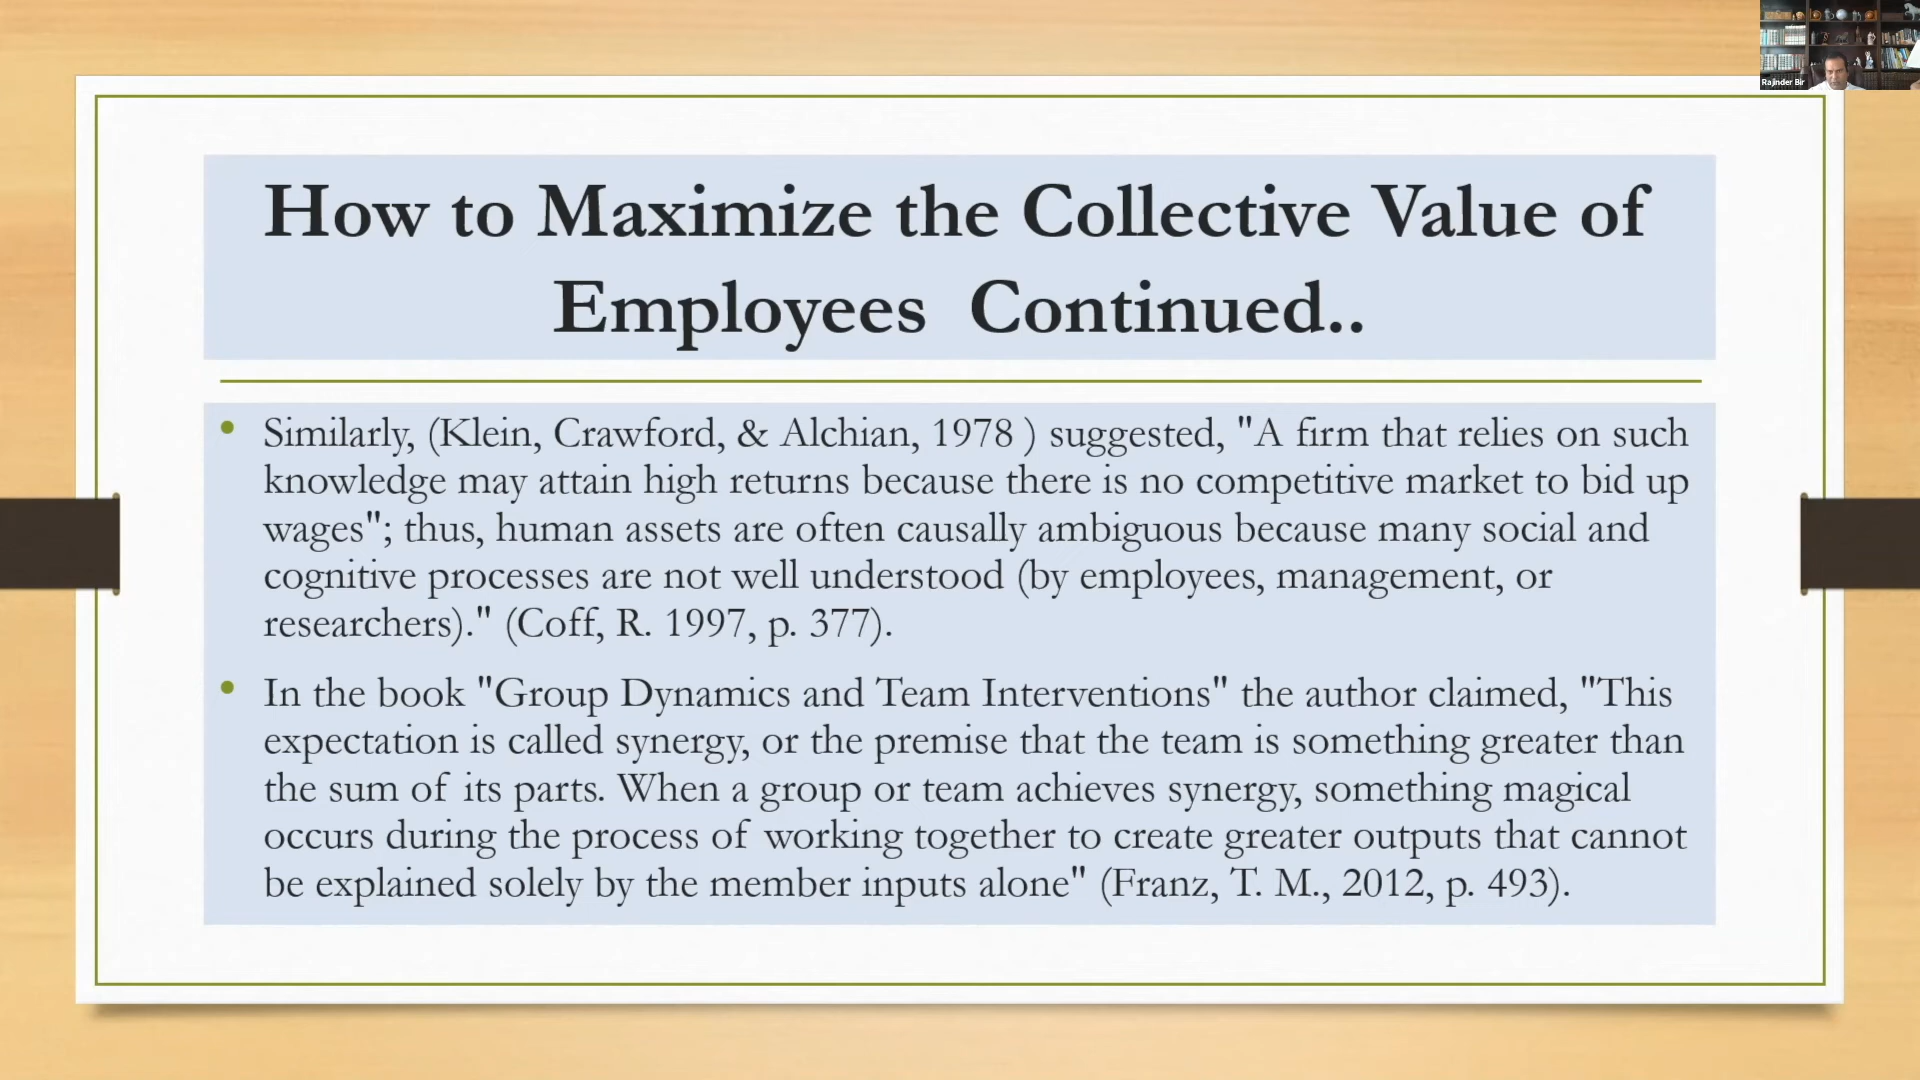 Rajinder Bir
How to Maximize the Collective Value of
Employees Continued..
• Similarly, (Klein, Crawford, & Alchian, 1978 ) suggested, "A firm that relies on such
knowledge may attain high returns because there is no competitive market to bid up
wages"; thus, human assets are often causally ambiguous because many social and
cognitive processes are not well understood (by employees, management, or
researchers)." (Coff, R. 1997, p. 377).
• In the book "Group Dynamics and Team Interventions" the author claimed, "This
expectation is called synergy, or the premise that the team is something greater than
the sum of its parts. When a group or team achieves synergy, something magical
occurs during the process of working together to create greater outputs that cannot
be explained solely by the member inputs alone" (Franz, T. M., 2012, p. 493).